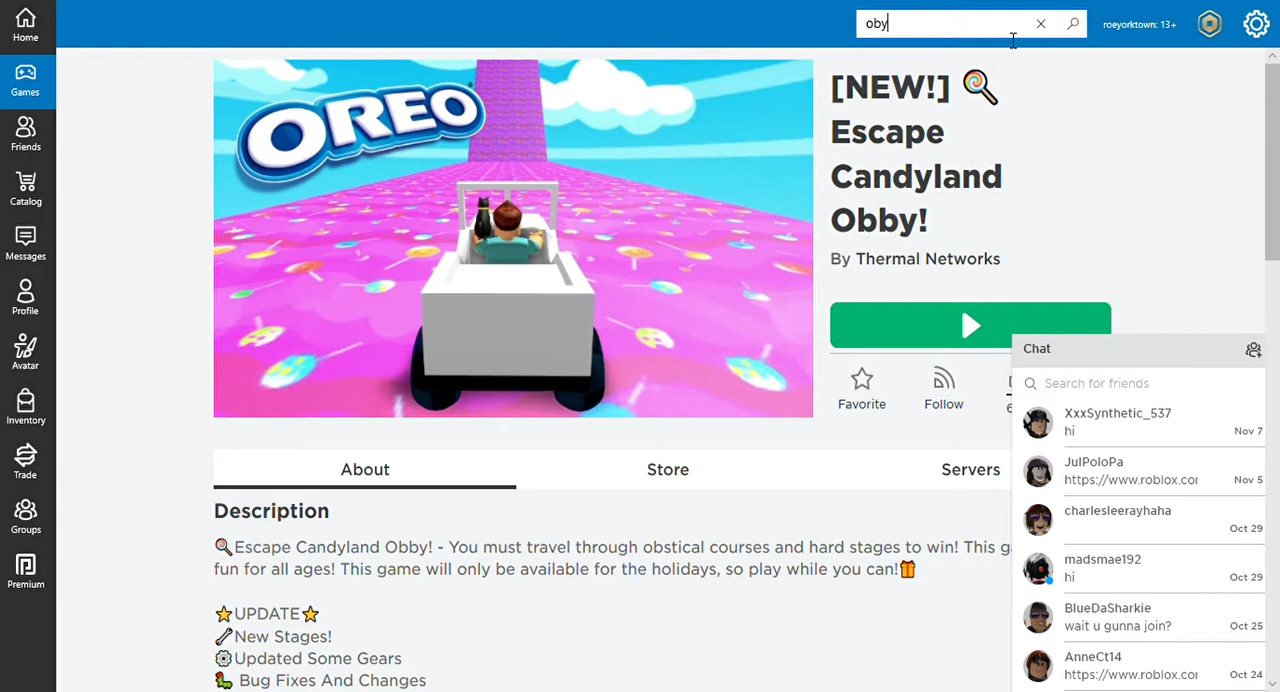 Home
Games
Friends
Catalog
Messages
Profile
Avatar
Inventory
Trade
Groups
Premium
oby
roeyorktown: 13+
OREO
[NEW!] 🍭
Escape
Candyland
Obby!
By Thermal Networks
Favorite
Follow
About
Store
Servers
Description
🍭Escape Candyland Obby! - You must travel through obstical courses and hard stages to win! This g
fun for all ages! This game will only be available for the holidays, so play while you can!🎁
⭐UPDATE⭐
🦯New Stages!
⚙️Updated Some Gears
🐛 Bug Fixes And Changes
Chat
Search for friends
XxxSynthetic_537
hi
Nov 7
JulPoloPa
https://www.roblox.cor
Nov 5
charlesleerayhaha
Oct 29
madsmae192
hi
Oct 29
BlueDaSharkie
wait u gunna join?
Oct 25
AnneCt14
https://www.roblox.cor
Oct 24